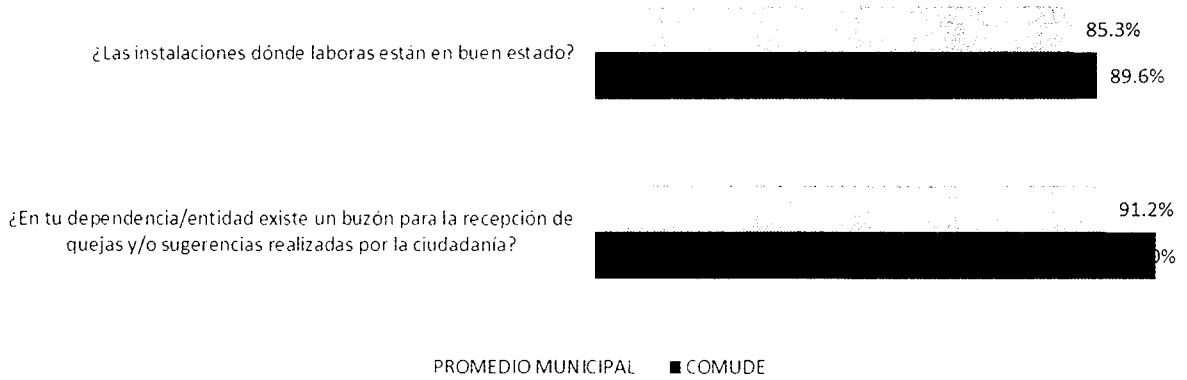 ¿Las instalaciones dónde laboras están en buen estado?
85.3%
89.6%
¿En tu dependencia/entidad existe un buzón para la recepción de
quejas y/o sugerencias realizadas por la ciudadanía?
91.2%
PROMEDIO MUNICIPAL ■ COMUDE